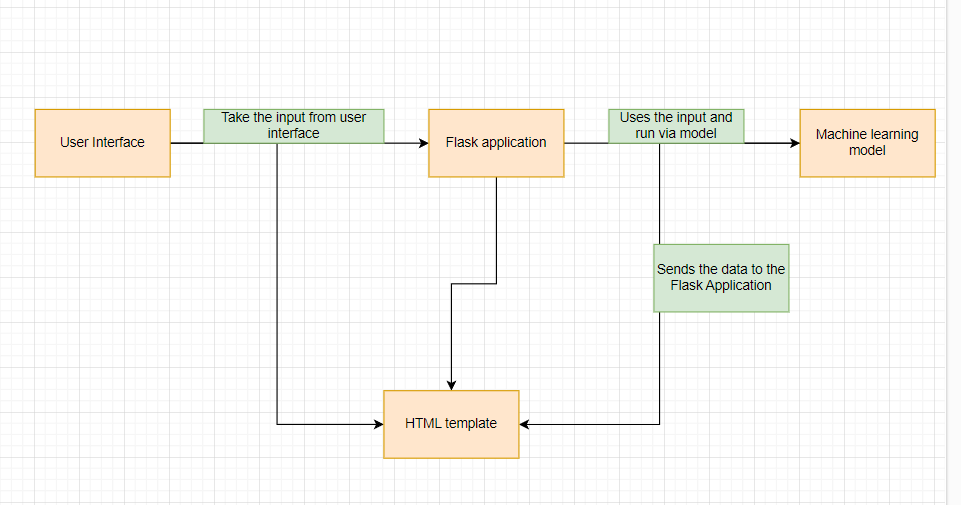 User Interface
Take the input from user
interface
Flask application
Uses the input and
run via model
Machine learning
model
Sends the data to the
Flask Application
HTML template